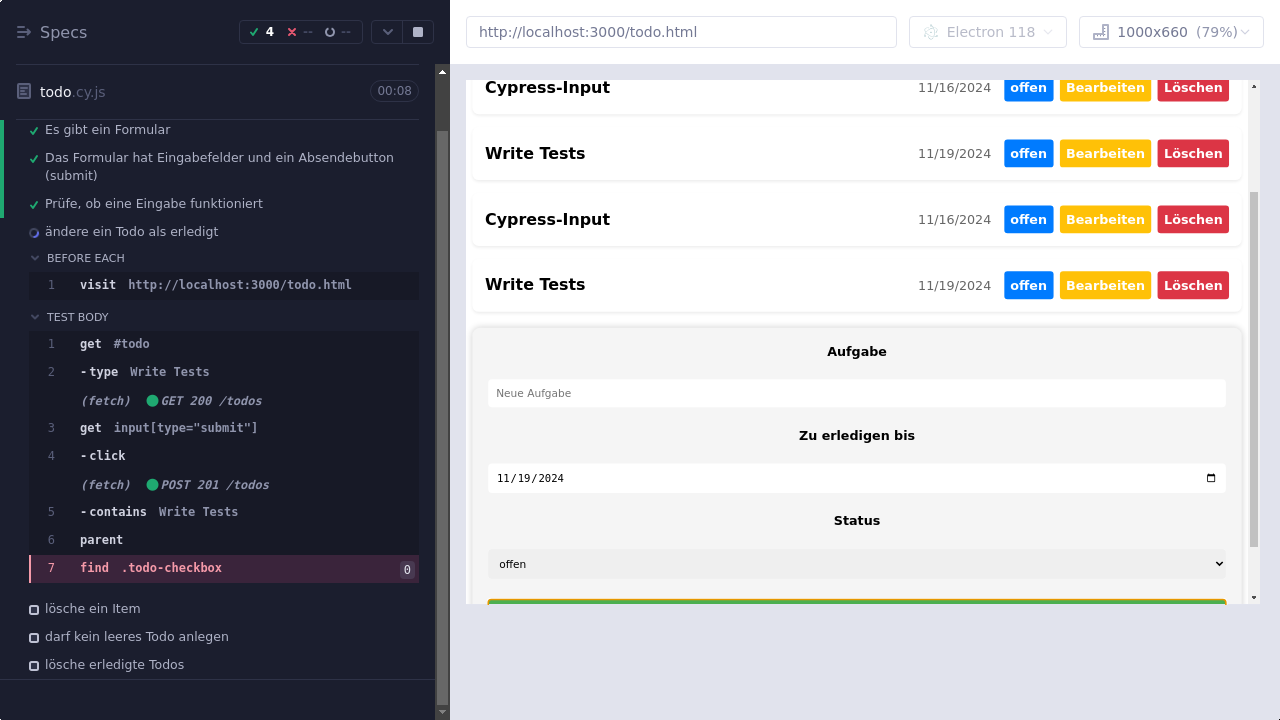 Specs
4
--
--
todo.cy.js
00:08
Es gibt ein Formular
Das Formular hat Eingabefelder und ein Absendebutton
(submit)
Prüfe, ob eine Eingabe funktioniert
ändere ein Todo als erledigt
BEFORE EACH
1 visit http://localhost:3000/todo.html
TEST BODY
1 get #todo
2 -type Write Tests
(fetch) GET 200 /todos
3 get input[type="submit"]
4 -click
(fetch) POST 201 /todos
5 -contains Write Tests
6 parent
7 find .todo-checkbox 0
lösche ein Item
darf kein leeres Todo anlegen
lösche erledigte Todos
http://localhost:3000/todo.html
Electron 118
1000x660 (79%)
Cypress-Input 11/16/2024 offen Bearbeiten Löschen
Write Tests 11/19/2024 offen Bearbeiten Löschen
Cypress-Input 11/16/2024 offen Bearbeiten Löschen
Write Tests 11/19/2024 offen Bearbeiten Löschen
Aufgabe
Neue Aufgabe
Zu erledigen bis
11/19/2024
Status
offen